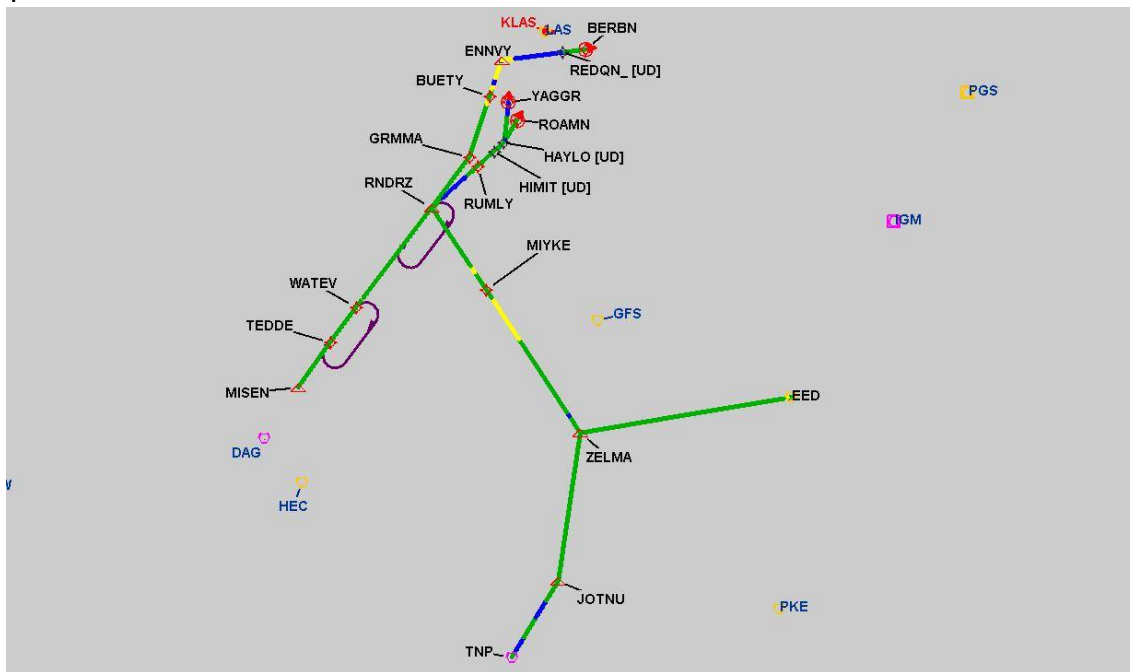 KLAS
LAS
BERBN
ENNVY
REDQN_ [UD]
BUETY
YAGGR
PGS
ROAMN
GRMMA
HAYLO [UD]
RNDRZ
HIMIT [UD]
RUMLY
IGM
MIYKE
WATEV
GFS
TEDDE
MISEN
EED
DAG
ZELMA
HEC
JOTNU
PKE
TNP